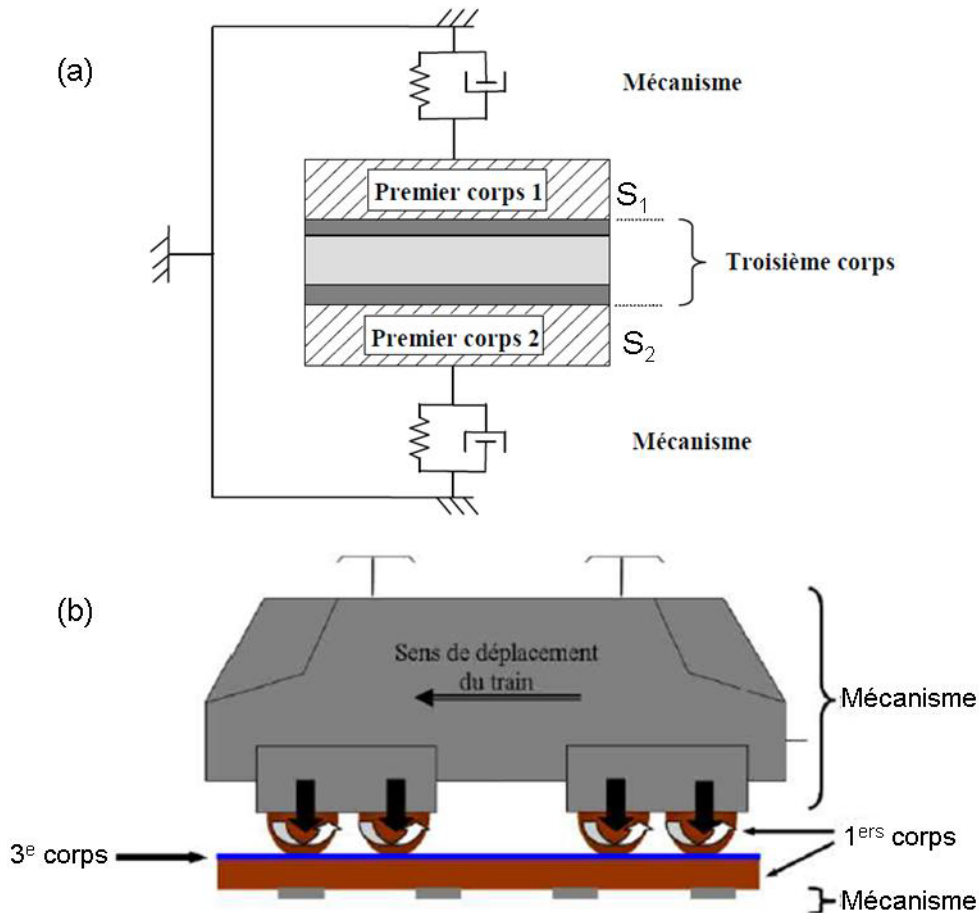 (a)
Mécanisme
Premier corps 1
S₁
Troisième corps
Premier corps 2
S₂
Mécanisme
(b)
Sens de déplacement
du train
Mécanisme
3ᵉ corps
1ᵉʳˢ corps
Mécanisme